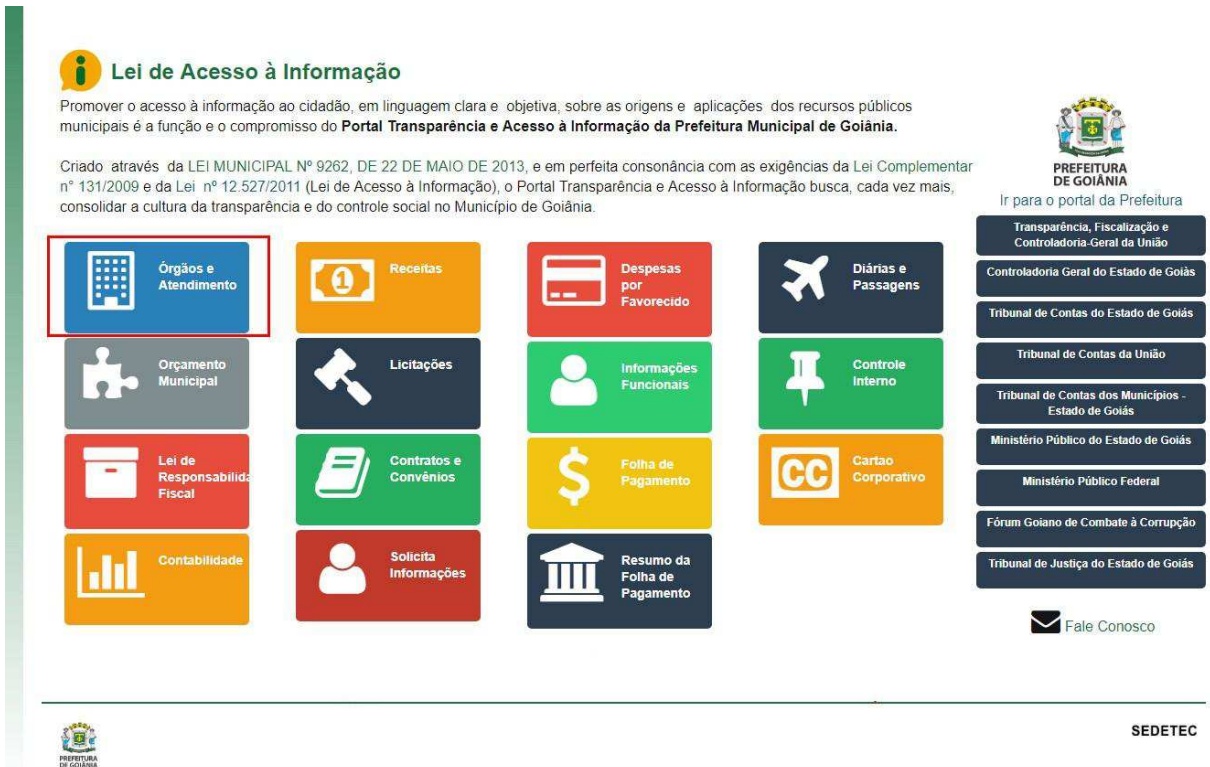 Lei de Acesso à Informação
Promover o acesso à informação ao cidadão, em linguagem clara e objetiva, sobre as origens e aplicações dos recursos públicos
municipais é a função e o compromisso do Portal Transparência e Acesso à Informação da Prefeitura Municipal de Goiânia.
Criado através da LEI MUNICIPAL Nº 9262, DE 22 DE MAIO DE 2013, e em perfeita consonância com as exigências da Lei Complementar
n° 131/2009 e da Lei nº 12.527/2011 (Lei de Acesso à Informação), o Portal Transparência e Acesso à Informação busca, cada vez mais,
consolidar a cultura da transparência e do controle social no Município de Goiânia.
Órgãos e
Atendimento
1
Receitas
Despesas
por
Favorecido
Diárias e
Passagens
Orçamento
Municipal
Licitações
Informações
Funcionais
Controle
Interno
Lei de
Responsabilida
Fiscal
Contratos e
Convênios
$
Folha de
Pagamento
CC
Cartao
Corporativo
Contabilidade
Solicita
Informações
Resumo da
Folha de
Pagamento
PREFEITURA
DE GOIÂNIA
Ir para o portal da Prefeitura
Transparência, Fiscalização e
Controladoria-Geral da União
Controladoria Geral do Estado de Goiás
Tribunal de Contas do Estado de Goiás
Tribunal de Contas da União
Tribunal de Contas dos Municípios -
Estado de Goiás
Ministério Público do Estado de Goiás
Ministério Público Federal
Fórum Goiano de Combate à Corrupção
Tribunal de Justiça do Estado de Goiás
Fale Conosco
PREFEITURA
DE GOIÂNIA
SEDETEC